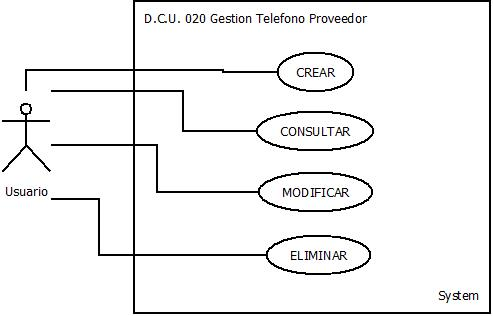 D.C.U. 020 Gestion Telefono Proveedor
CREAR
CONSULTAR
Usuario
MODIFICAR
ELIMINAR
System